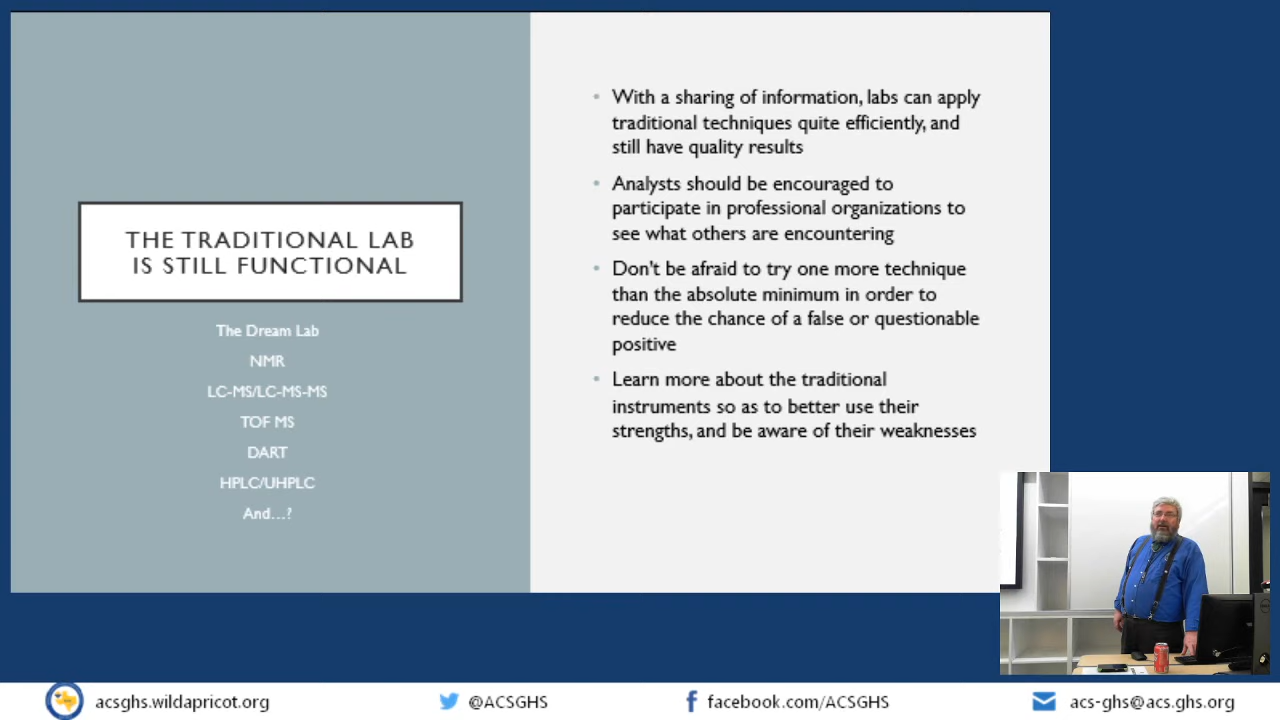 THE TRADITIONAL LAB
IS STILL FUNCTIONAL
The Dream Lab
NMR
LC-MS/LC-MS-MS
TOF MS
DART
HPLC/UHPLC
And...?
• With a sharing of information, labs can apply
traditional techniques quite efficiently, and
still have quality results
• Analysts should be encouraged to
participate in professional organizations to
see what others are encountering
• Don't be afraid to try one more technique
than the absolute minimum in order to
reduce the chance of a false or questionable
positive
• Learn more about the traditional
instruments so as to better use their
strengths, and be aware of their weaknesses
acsghs.wildapricot.org
@ACSGHS
facebook.com/ACSGHS
acs-ghs@acs.ghs.org